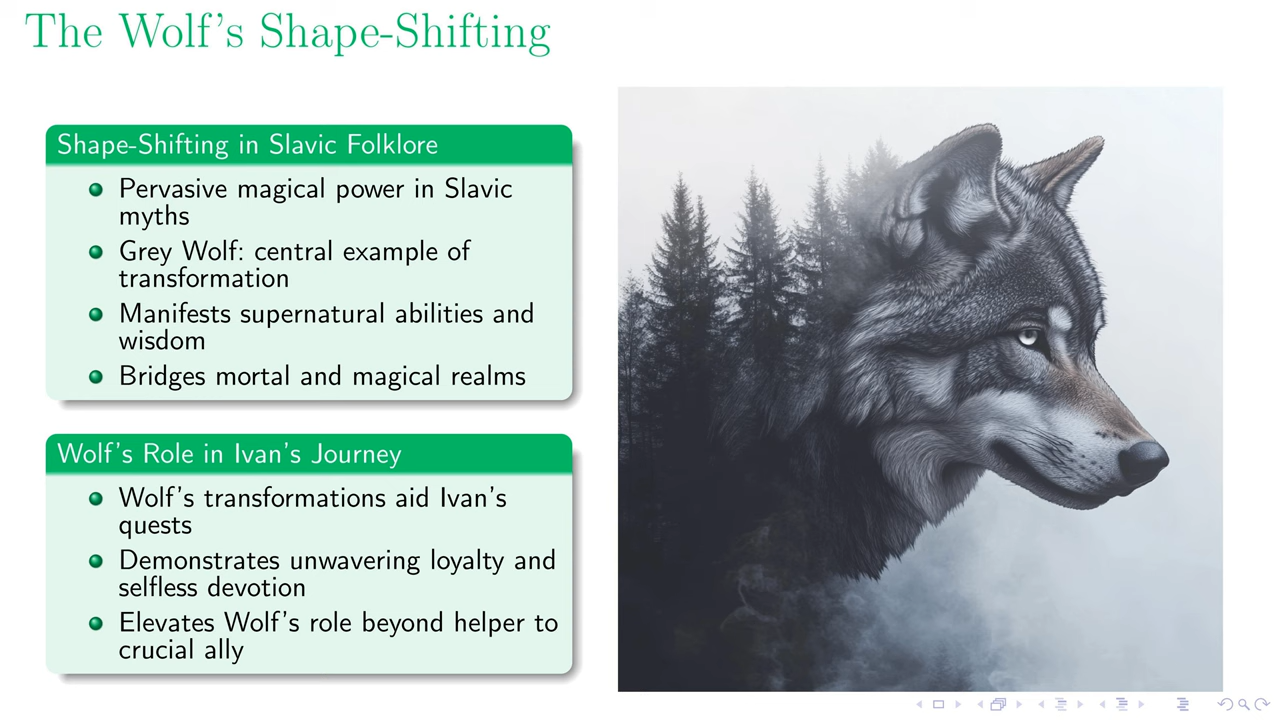 The Wolf's Shape-Shifting
Shape-Shifting in Slavic Folklore
Pervasive magical power in Slavic
myths
Grey Wolf: central example of
transformation
Manifests supernatural abilities and
wisdom
Bridges mortal and magical realms
Wolf's Role in Ivan's Journey
Wolf's transformations aid Ivan's
quests
Demonstrates unwavering loyalty and
selfless devotion
Elevates Wolf's role beyond helper to
crucial ally